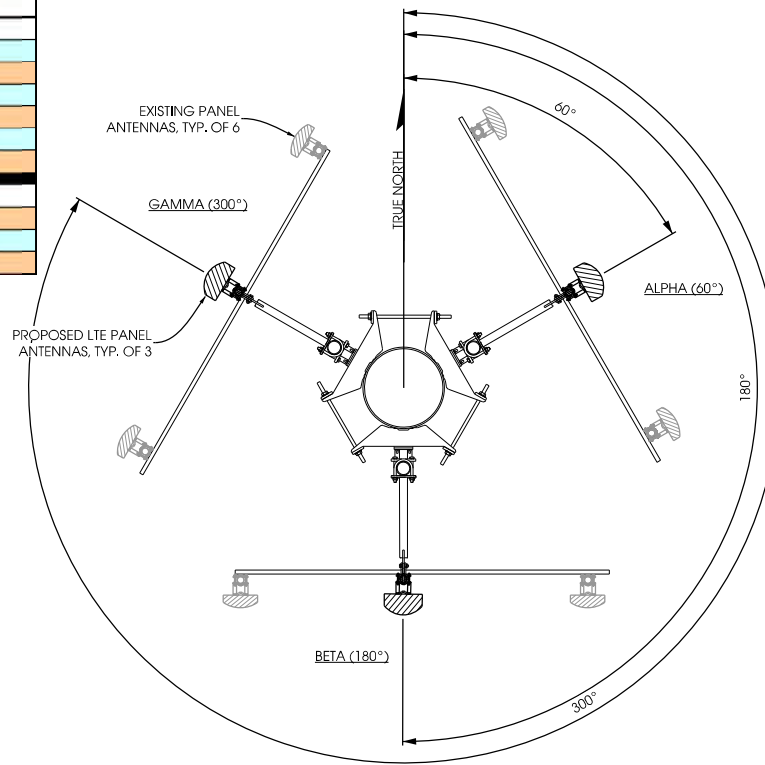 60°
EXISTING PANEL
ANTENNAS, TYP. OF 6
TRUE NORTH
GAMMA (300°)
ALPHA (60°)
PROPOSED LTE PANEL
ANTENNAS, TYP. OF 3
180°
BETA (180°)
300°